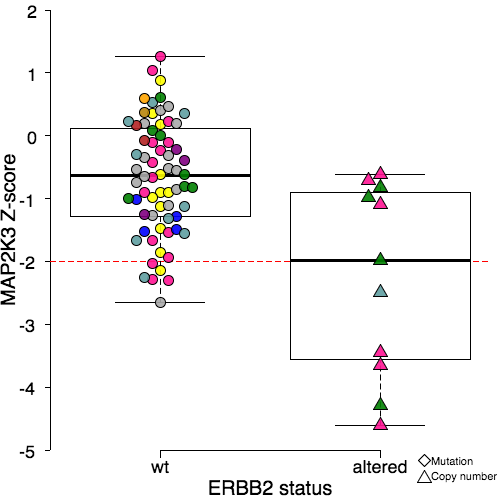 2
1
0
-1
-2
-3
-4
-5
MAP2K3 Z-score
wt
altered
ERBB2 status
Mutation
Copy number